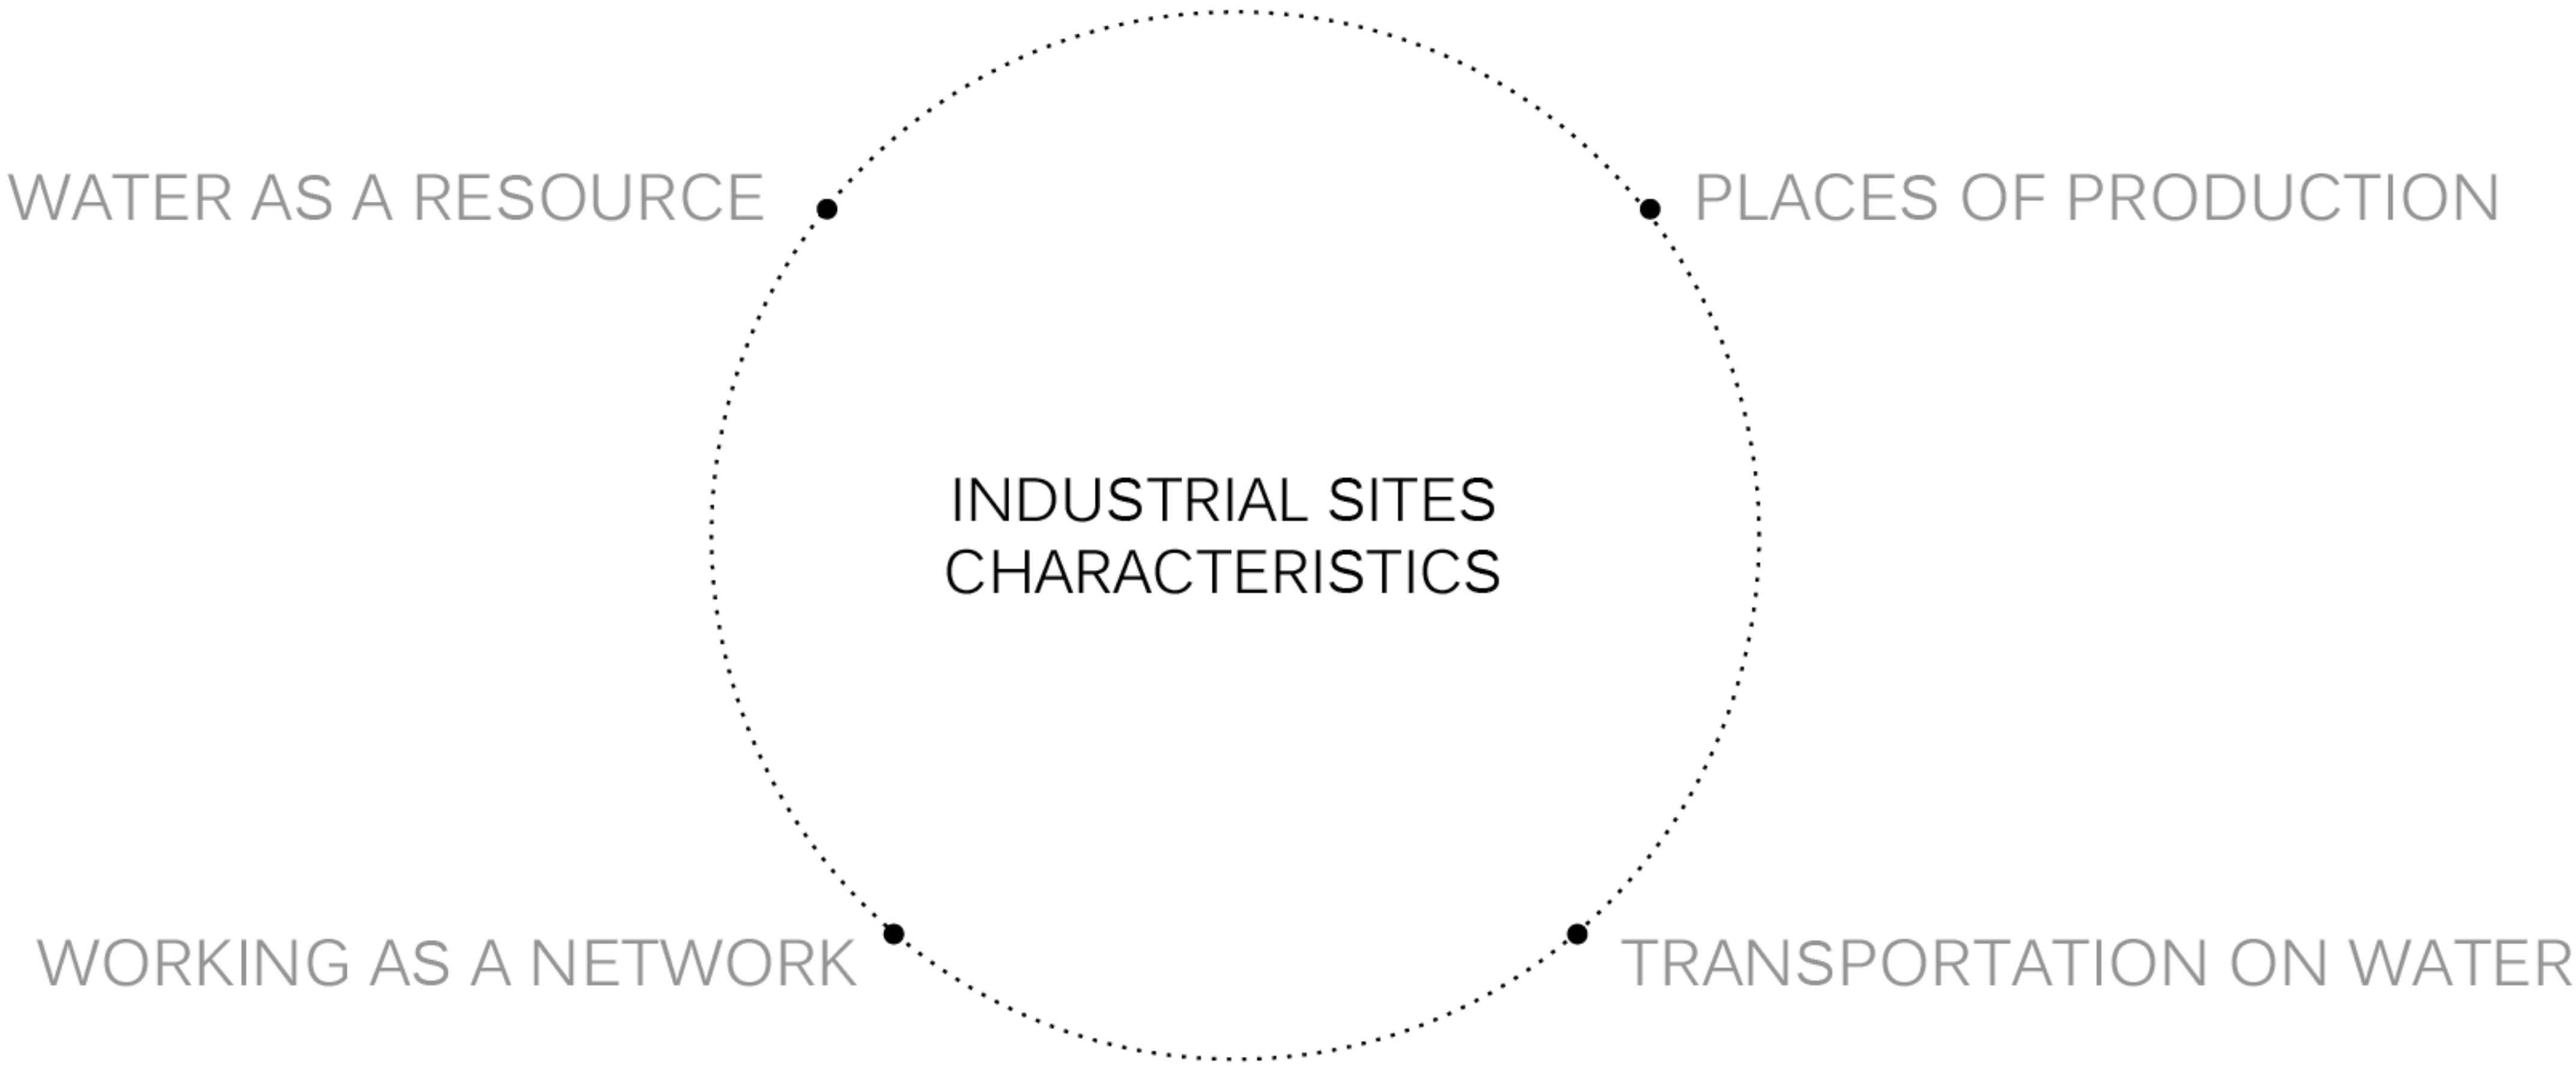 WATER AS A RESOURCE
PLACES OF PRODUCTION
INDUSTRIAL SITES
CHARACTERISTICS
WORKING AS A NETWORK
TRANSPORTATION ON WATER